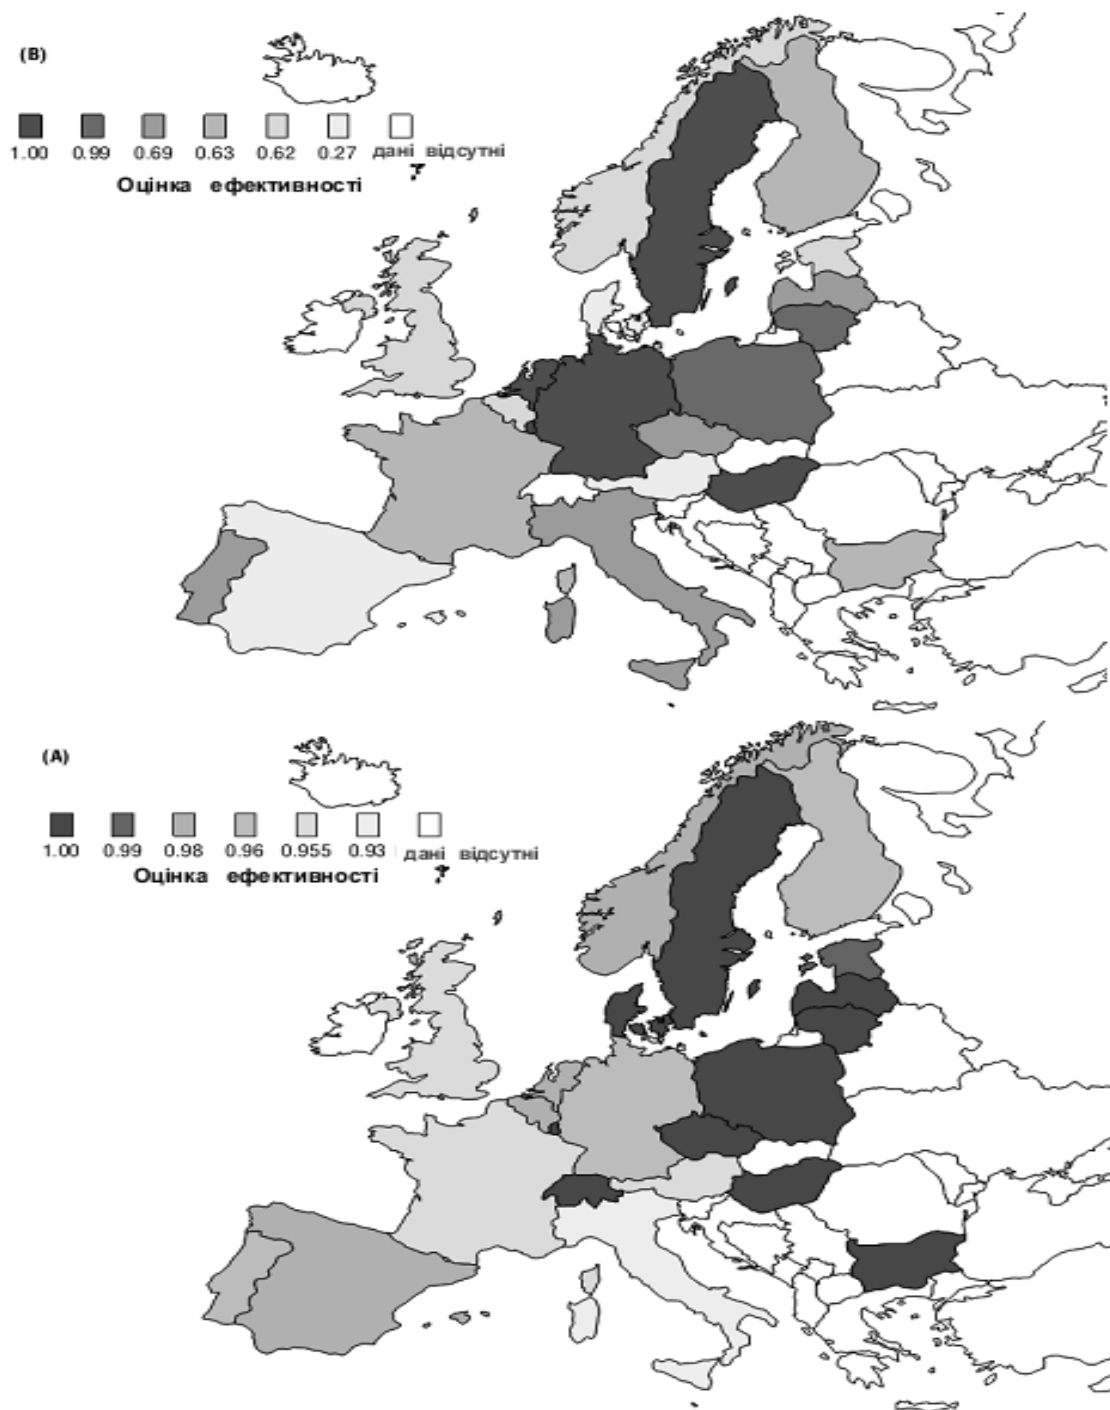 (B)
1.00 0.99 0.69 0.63 0.62 0.27 дані відсутні
?
Оцінка ефективності
(A)
1.00 0.99 0.98 0.96 0.955 0.93 дані відсутні
Оцінка ефективності ?